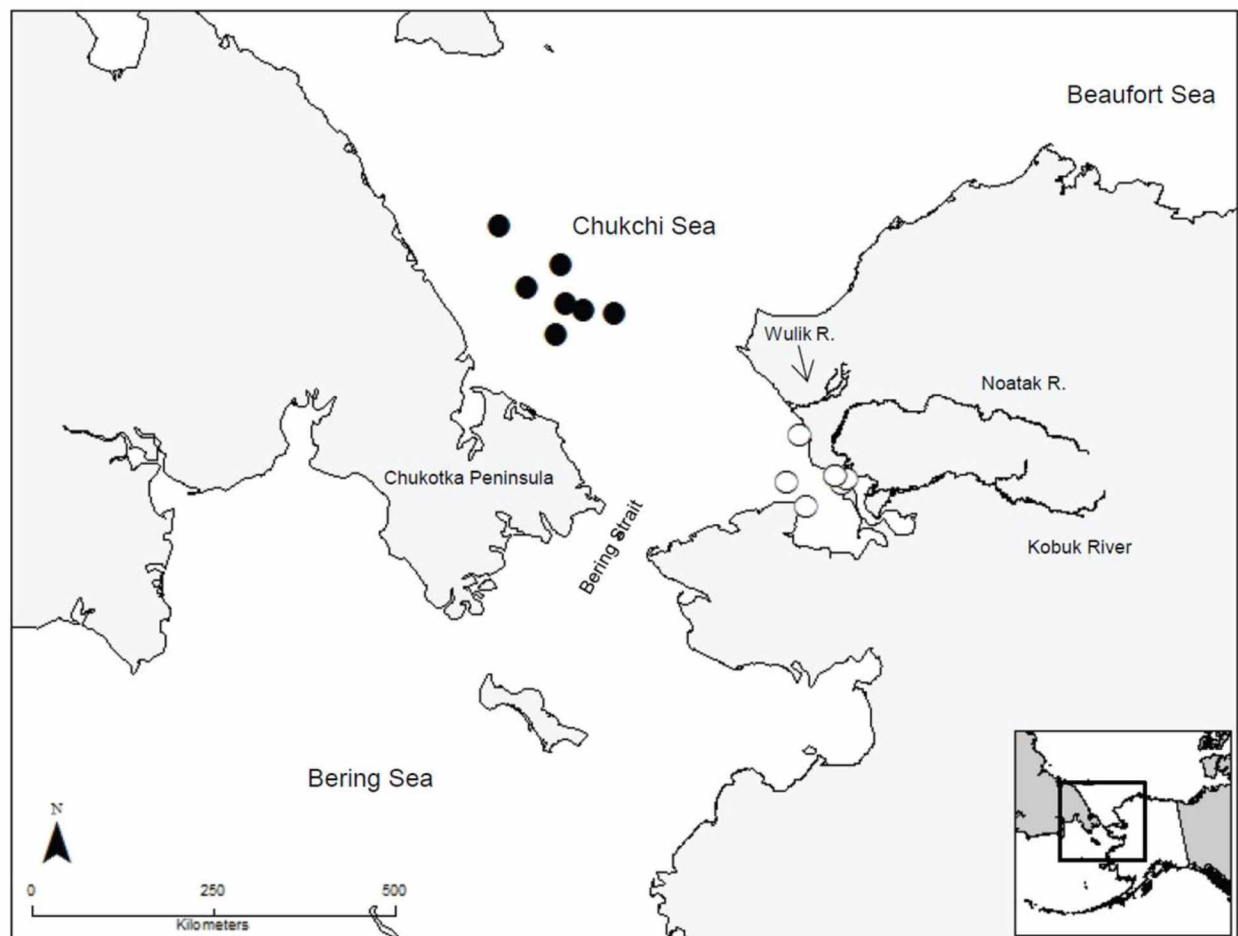 Beaufort Sea
Chukchi Sea
Wulik R.
Noatak R.
Chukotka Peninsula
Bering Strait
Kobuk River
Bering Sea
N
0 250 500
Kilometers